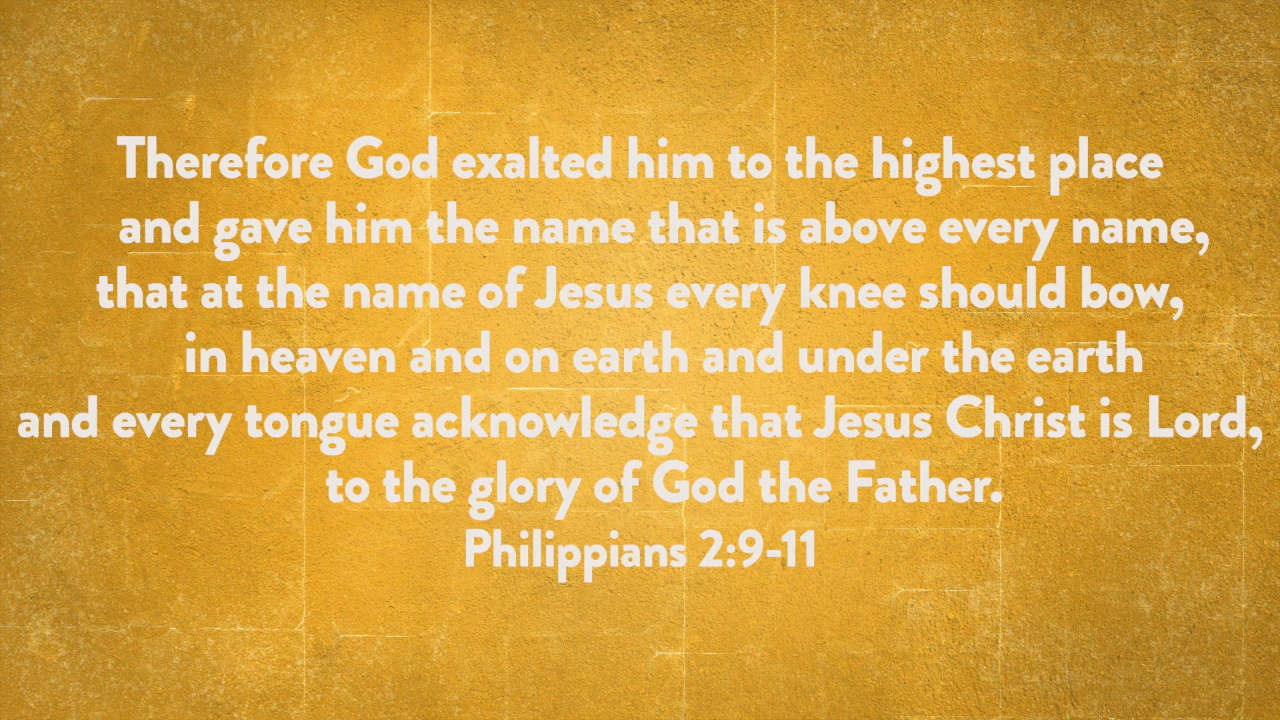 Therefore God exalted him to the highest place
and gave him the name that is above every name,
that at the name of Jesus every knee should bow,
in heaven and on earth and under the earth
and every tongue acknowledge that Jesus Christ is Lord,
to the glory of God the Father.
Philippians 2:9-11